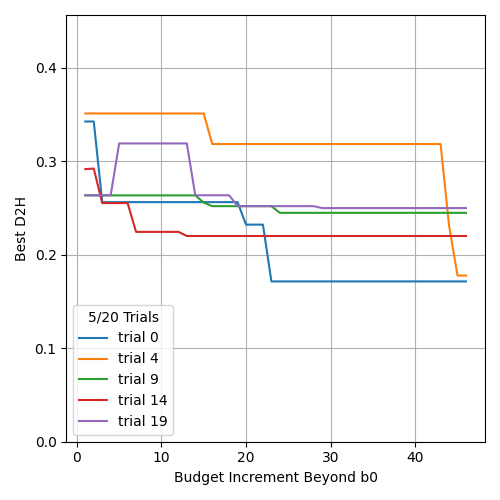 Best D2H
0.4
0.3
0.2
0.1
0.0
5/20 Trials
trial 0
trial 4
trial 9
trial 14
trial 19
0 10 20 30 40
Budget Increment Beyond b0